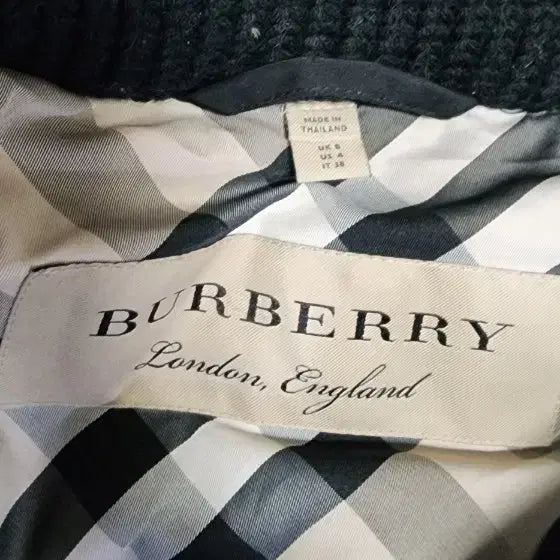 MADE IN
THAILAND
UK 6
US 4
IT 38
BURBERRY
London, England